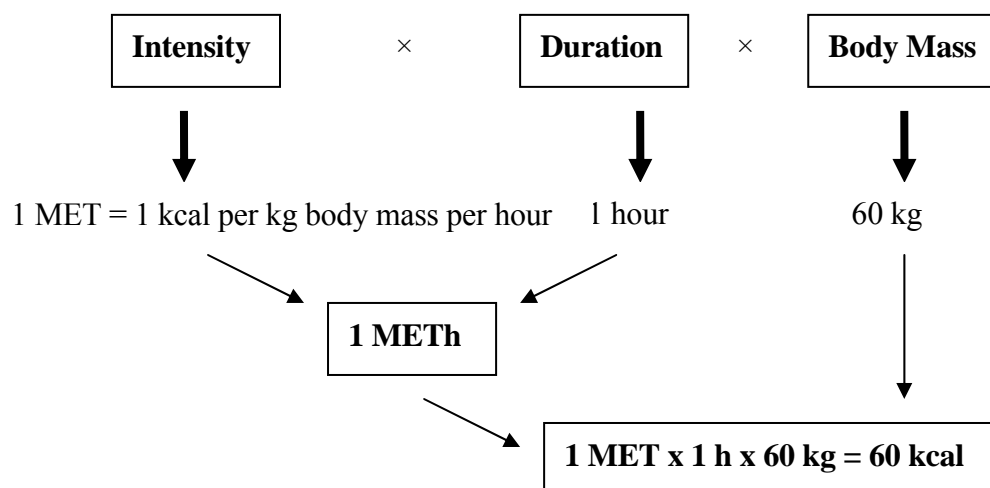 Intensity × Duration × Body Mass
1 MET = 1 kcal per kg body mass per hour 1 hour 60 kg
1 METh
1 MET x 1 h x 60 kg = 60 kcal